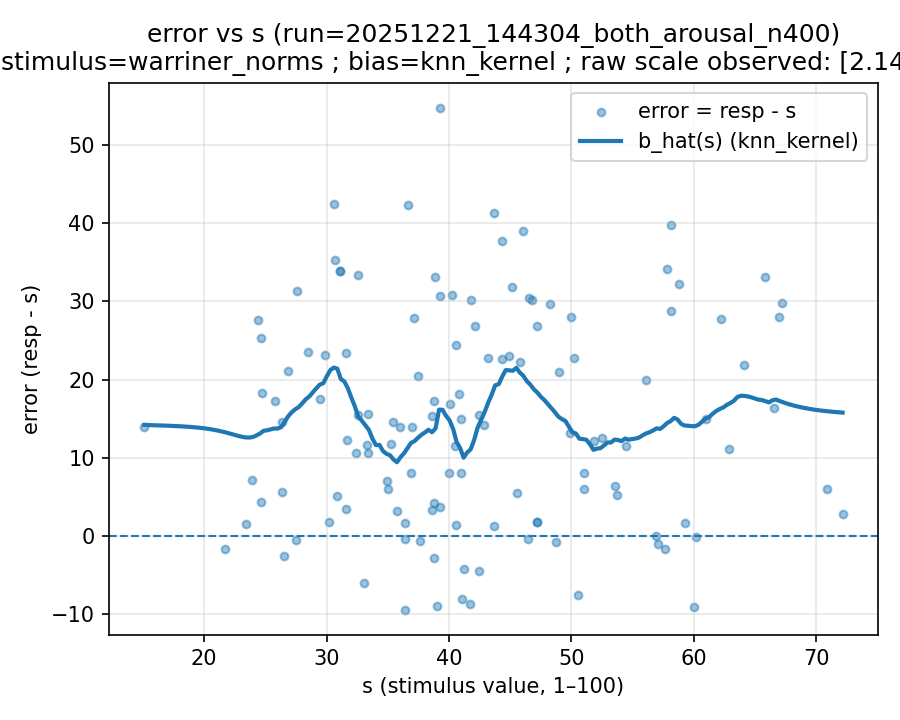 error vs s (run=20251221_144304_both_arousal_n400)
stimulus=warriner_norms ; bias=knn_kernel ; raw scale observed: [2.14
error = resp - s
b_hat(s) (knn_kernel)
50
40
30
20
10
0
−10
error (resp - s)
20 30 40 50 60 70
s (stimulus value, 1–100)